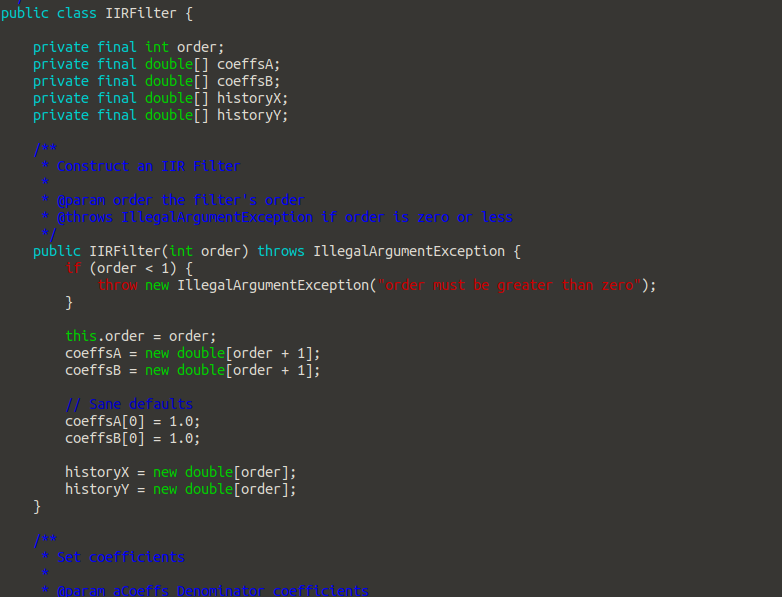 public class IIRFilter {
    private final int order;
    private final double[] coeffsA;
    private final double[] coeffsB;
    private final double[] historyX;
    private final double[] historyY;
    /**
     * Construct an IIR Filter
     *
     * @param order the filter's order
     * @throws IllegalArgumentException if order is zero or less
     */
    public IIRFilter(int order) throws IllegalArgumentException {
        if (order < 1) {
            throw new IllegalArgumentException("order must be greater than zero");
        }
        this.order = order;
        coeffsA = new double[order + 1];
        coeffsB = new double[order + 1];
        // Sane defaults
        coeffsA[0] = 1.0;
        coeffsB[0] = 1.0;
        historyX = new double[order];
        historyY = new double[order];
    }
    /**
     * Set coefficients
     *
     * @param aCoeffs Denominator coefficients